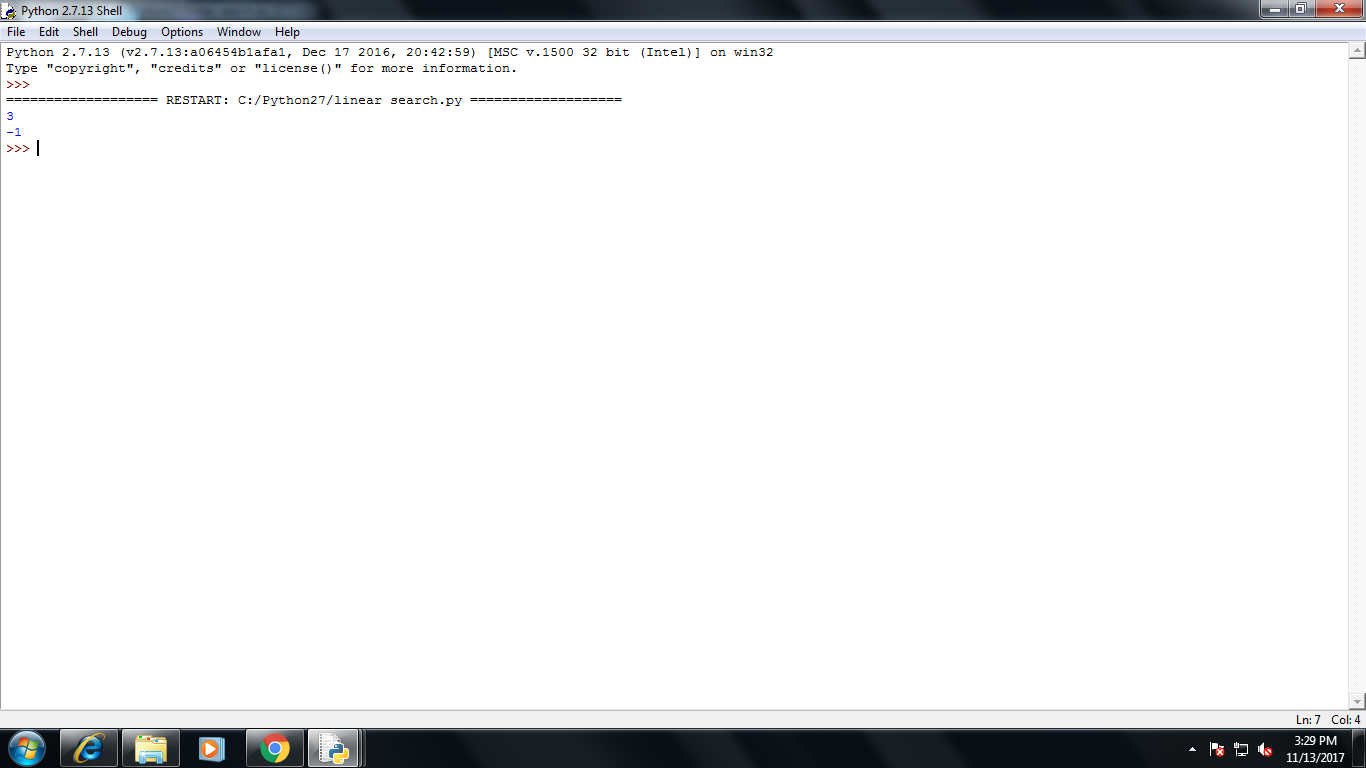 Python 2.7.13 Shell
File Edit Shell Debug Options Window Help
Python 2.7.13 (v2.7.13:a06454b1afa1, Dec 17 2016, 20:42:59) [MSC v.1500 32 bit (Intel)] on win32
Type "copyright", "credits" or "license()" for more information.
>>>
=================== RESTART: C:/Python27/linear search.py ===================
3
-1
>>>
Ln: 7 Col: 4
3:29 PM
11/13/2017